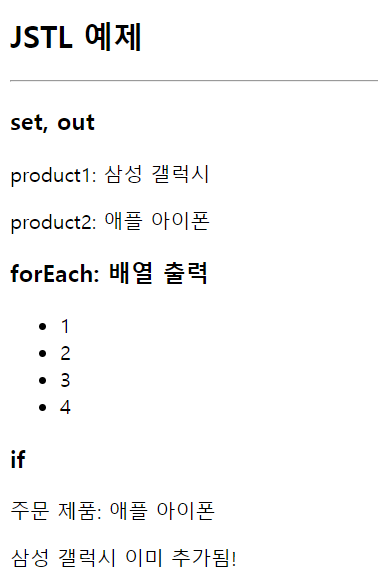 JSTL 예제
set, out
product1: 삼성 갤럭시
product2: 애플 아이폰
forEach: 배열 출력
1
2
3
4
if
주문 제품: 애플 아이폰
삼성 갤럭시 이미 추가됨!